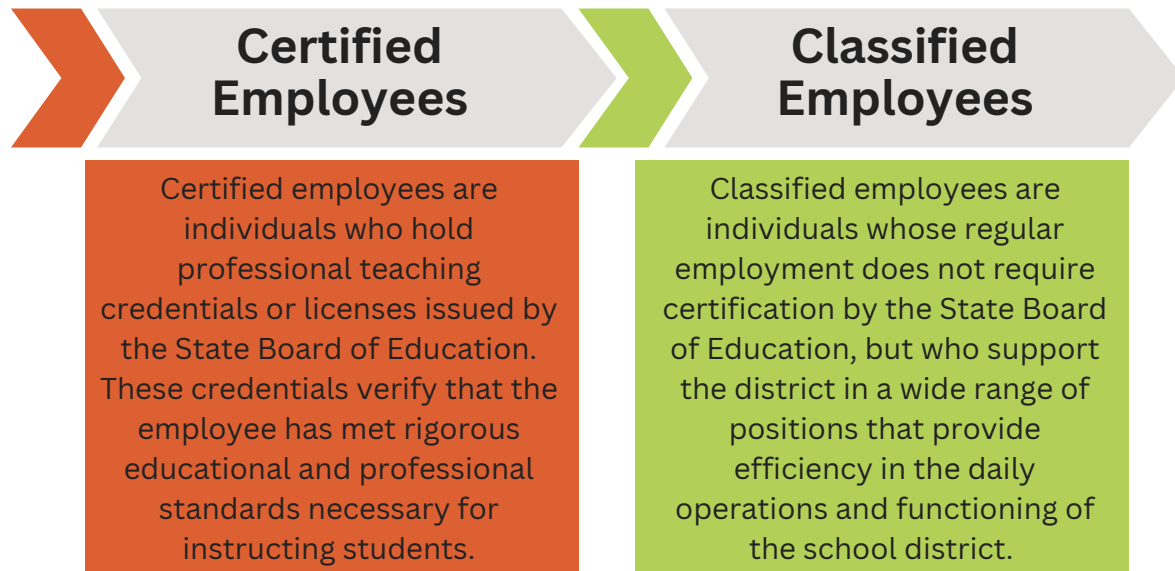 Certified
Employees
Certified employees are
individuals who hold
professional teaching
credentials or licenses issued by
the State Board of Education.
These credentials verify that the
employee has met rigorous
educational and professional
standards necessary for
instructing students.
Classified
Employees
Classified employees are
individuals whose regular
employment does not require
certification by the State Board
of Education, but who support
the district in a wide range of
positions that provide
efficiency in the daily
operations and functioning of
the school district.